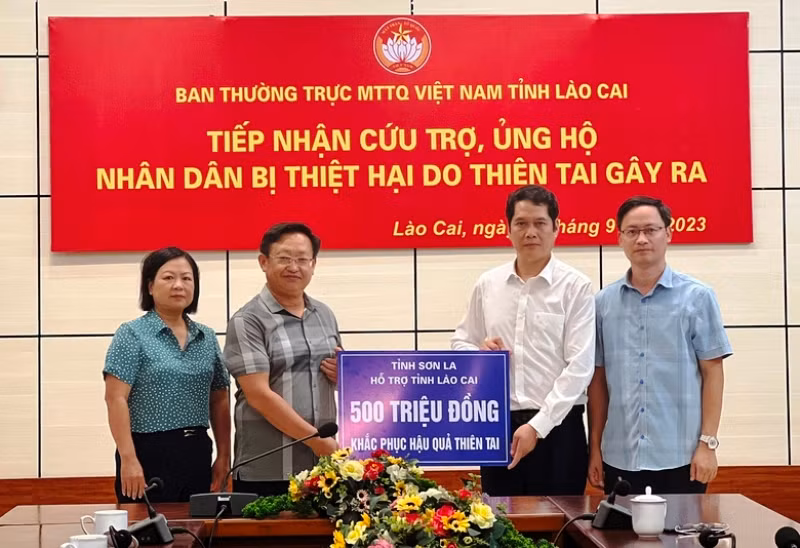 BAN THƯỜNG TRỰC MTTQ VIỆT NAM TỈNH LÀO CAI
TIẾP NHẬN CỨU TRỢ, ỦNG HỘ
NHÂN DÂN BỊ THIỆT HẠI DO THIÊN TAI GÂY RA
Lào Cai, ngày tháng 9 2023
TỈNH SƠN LA
HỖ TRỢ TỈNH LÀO CAI
500 TRIỆU ĐỒNG
KHẮC PHỤC HẬU QUẢ THIÊN TAI